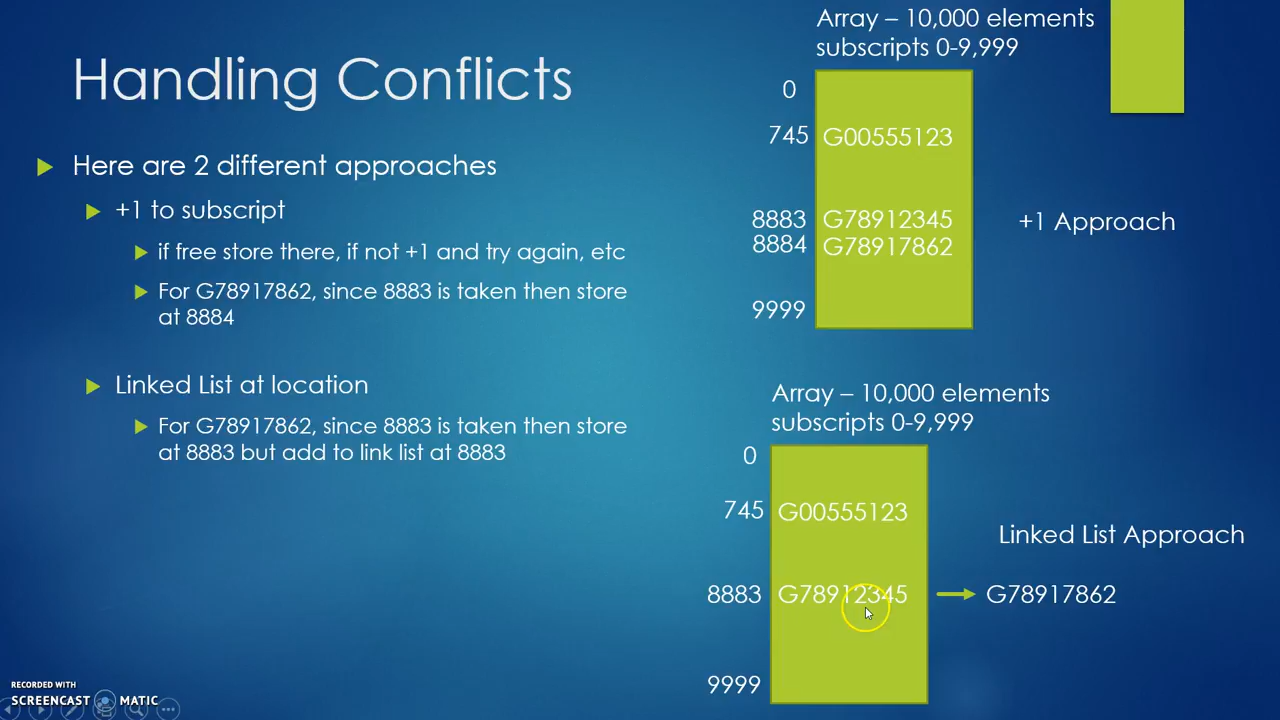 Handling Conflicts
Here are 2 different approaches
+1 to subscript
if free store there, if not +1 and try again, etc
For G78917862, since 8883 is taken then store
at 8884
Linked List at location
For G78917862, since 8883 is taken then store
at 8883 but add to link list at 8883
Array – 10,000 elements
subscripts 0-9,999
0
745 G00555123
8883 G78912345
8884 G78917862
+1 Approach
9999
Array – 10,000 elements
subscripts 0-9,999
0
745 G00555123
Linked List Approach
8883 G78912345 G78917862
9999
RECORDED WITH
SCREENCAST MATIC